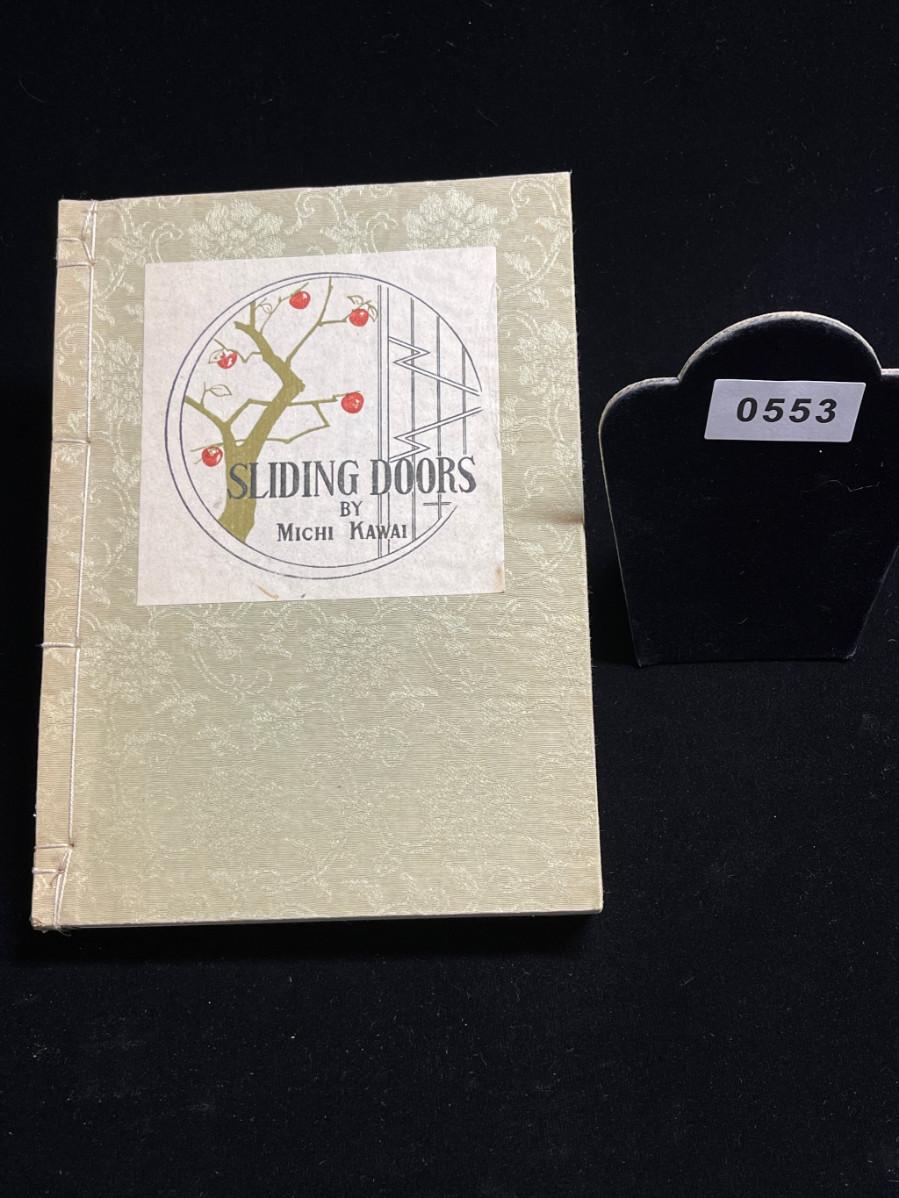 SLIDING DOORS
BY
MICHI KAWAI
0553